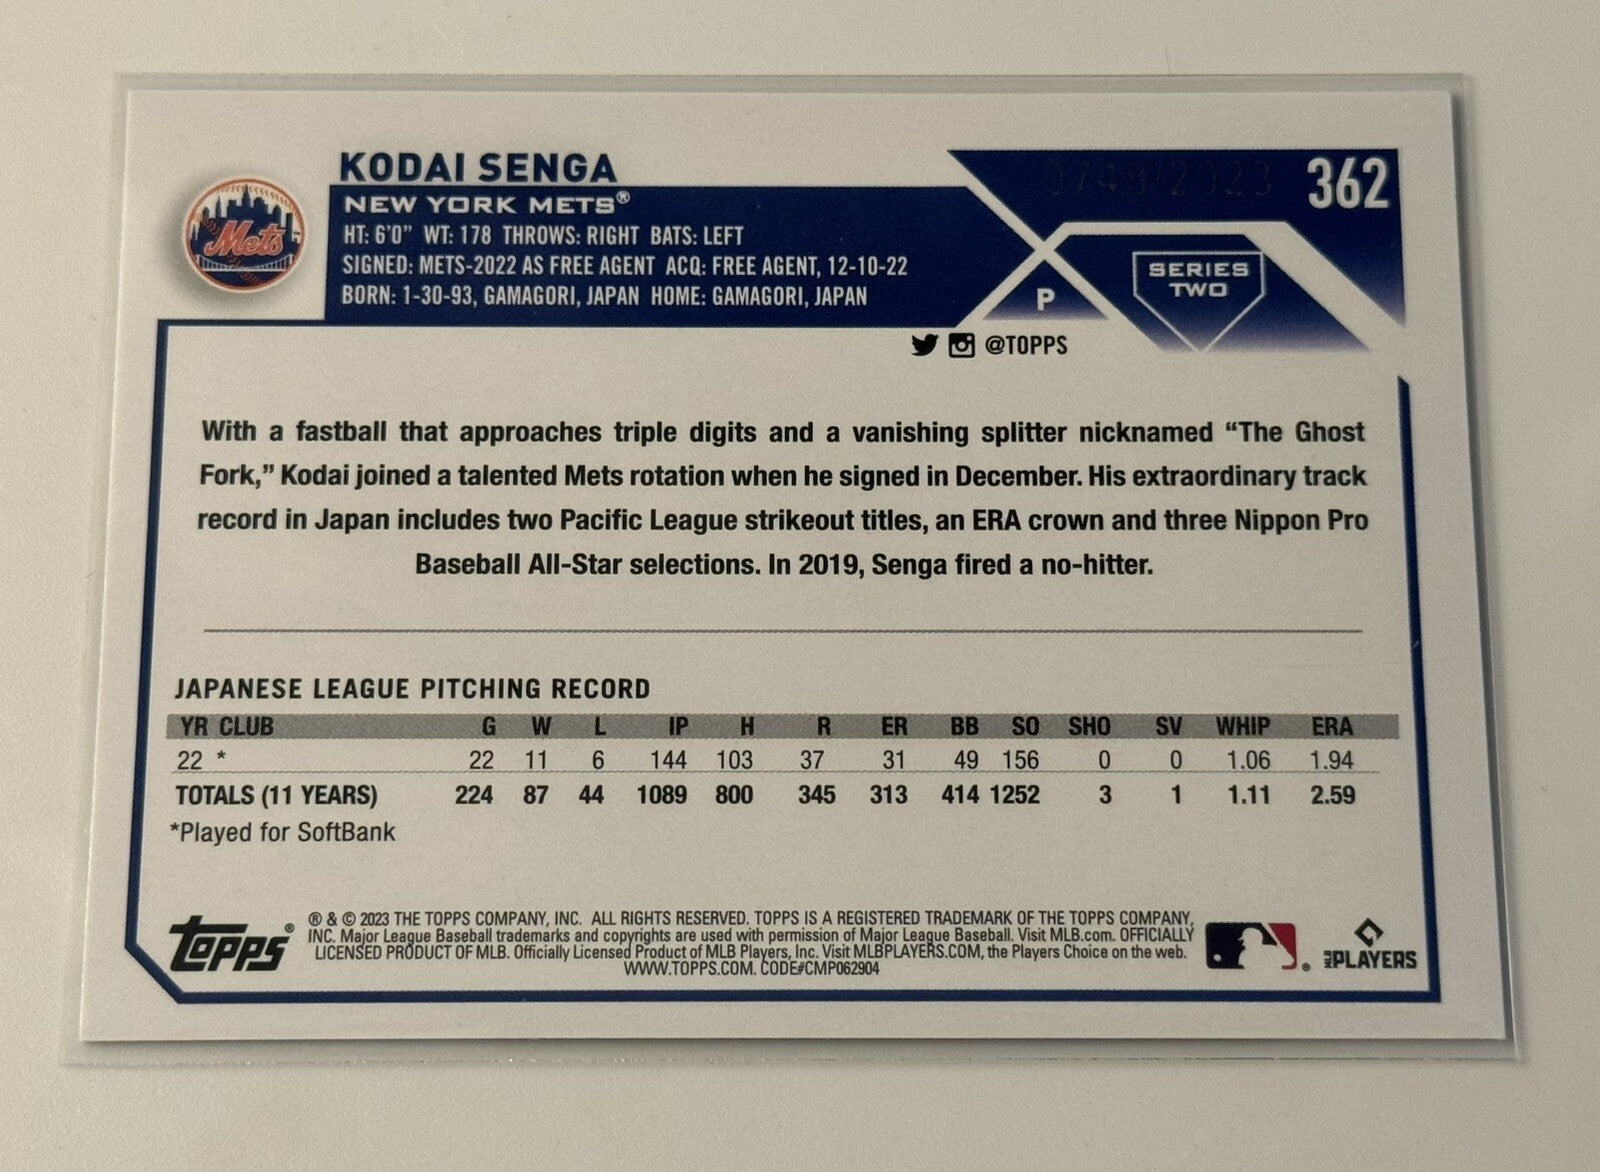 KODAI SENGA
0749/2023
362
NEW YORK METS®
HT: 6'0" WT: 178 THROWS: RIGHT BATS: LEFT
SIGNED: METS-2022 AS FREE AGENT ACQ: FREE AGENT, 12-10-22
BORN: 1-30-93, GAMAGORI, JAPAN HOME: GAMAGORI, JAPAN
Mets
P
SERIES
TWO
@TOPPS
With a fastball that approaches triple digits and a vanishing splitter nicknamed “The Ghost
Fork,” Kodai joined a talented Mets rotation when he signed in December. His extraordinary track
record in Japan includes two Pacific League strikeout titles, an ERA crown and three Nippon Pro
Baseball All-Star selections. In 2019, Senga fired a no-hitter.
JAPANESE LEAGUE PITCHING RECORD
YR CLUB G W L IP H R ER BB SO SHO SV WHIP ERA
22 * 22 11 6 144 103 37 31 49 156 0 0 1.06 1.94
TOTALS (11 YEARS) 224 87 44 1089 800 345 313 414 1252 3 1 1.11 2.59
*Played for SoftBank
TOPPS®
® & © 2023 THE TOPPS COMPANY, INC. ALL RIGHTS RESERVED. TOPPS IS A REGISTERED TRADEMARK OF THE TOPPS COMPANY,
INC. Major League Baseball trademarks and copyrights are used with permission of Major League Baseball. Visit MLB.com. OFFICIALLY
LICENSED PRODUCT OF MLB. Officially Licensed Product of MLB Players, Inc. Visit MLBPLAYERS.COM, the Players Choice on the web.
WWW.TOPPS.COM. CODE#CMP062904
®
MLB PLAYERS